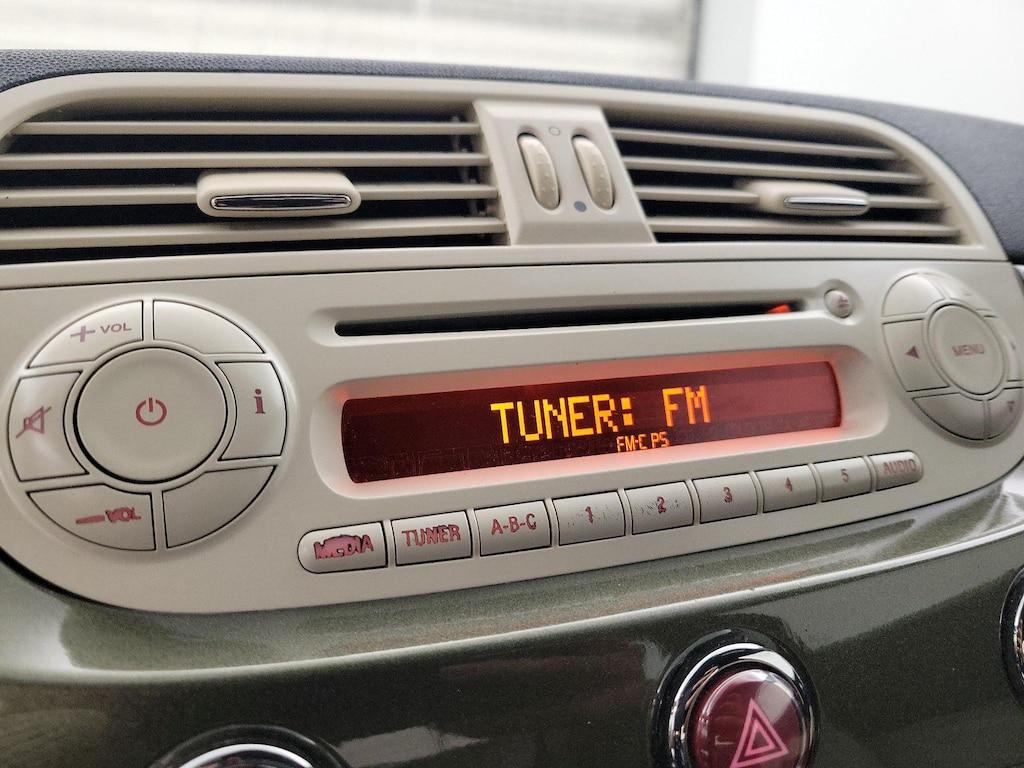 + VOL
i
MENU
TUNER: FM
FM-C PS
- VOL
MEDIA
TUNER
A-B-C
1
2
3
4
5
AUDIO